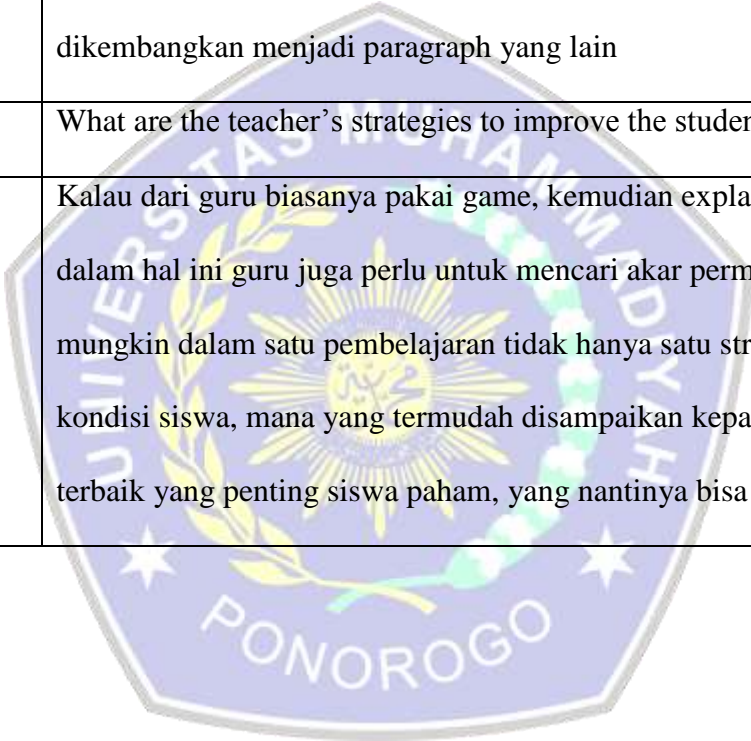 dikembangkan menjadi paragraph yang lain
What are the teacher’s strategies to improve the studen
Kalau dari guru biasanya pakai game, kemudian expla
dalam hal ini guru juga perlu untuk mencari akar perm
mungkin dalam satu pembelajaran tidak hanya satu str
kondisi siswa, mana yang termudah disampaikan kepa
terbaik yang penting siswa paham, yang nantinya bisa
UNIVERSITAS MUHAMMADIYAH
PONOROGO